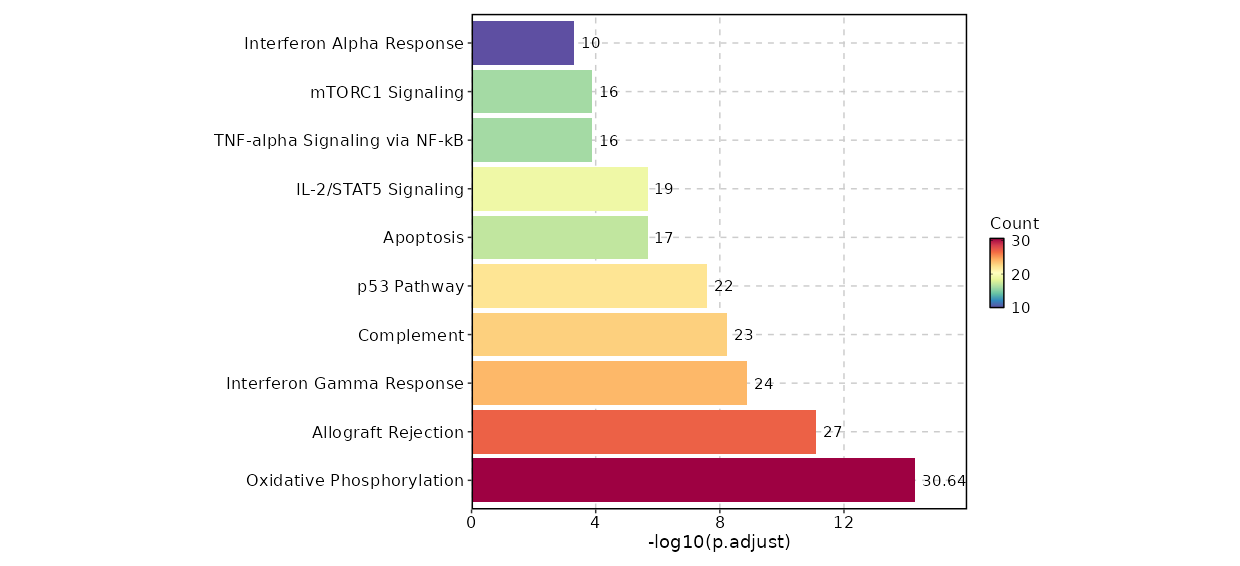 Interferon Alpha Response 10
mTORC1 Signaling 16
TNF-alpha Signaling via NF-kB 16
IL-2/STAT5 Signaling 19
Apoptosis 17
p53 Pathway 22
Complement 23
Interferon Gamma Response 24
Allograft Rejection 27
Oxidative Phosphorylation 30.64
0 4 8 12
-log10(p.adjust)
Count
30
20
10